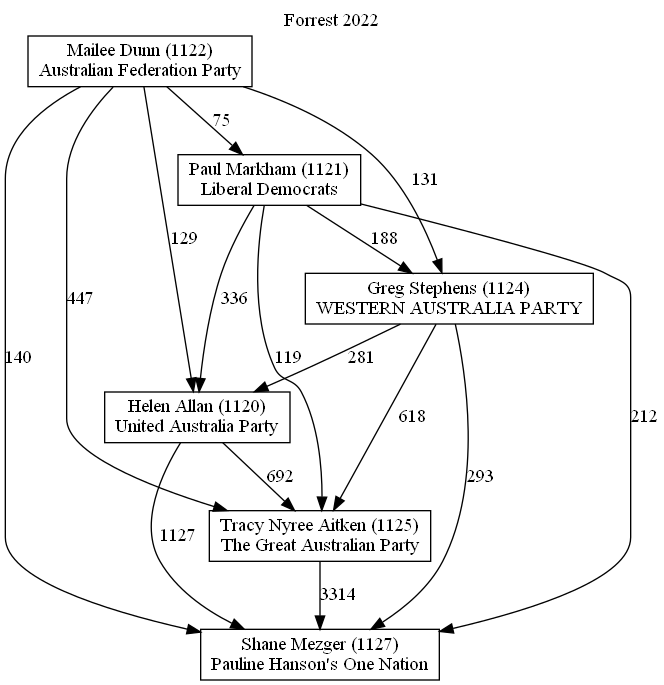 Forrest 2022
Mailee Dunn (1122)
Australian Federation Party
75
Paul Markham (1121)
Liberal Democrats
131
129
336
188
Greg Stephens (1124)
WESTERN AUSTRALIA PARTY
447
140
119
281
212
Helen Allan (1120)
United Australia Party
618
692
293
Tracy Nyree Aitken (1125)
The Great Australian Party
1127
3314
Shane Mezger (1127)
Pauline Hanson's One Nation